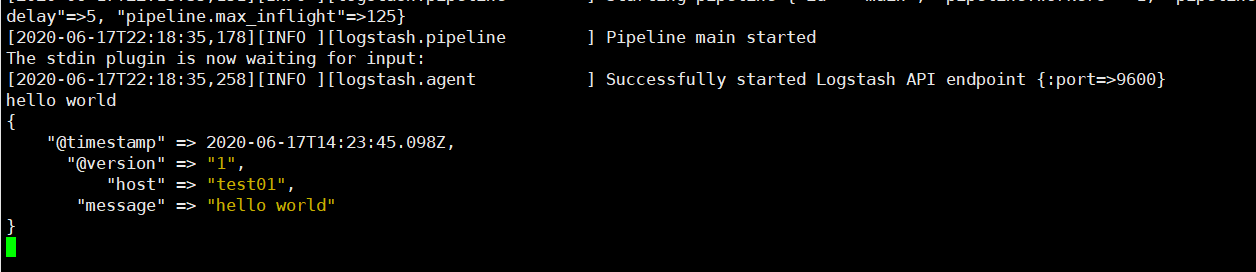 delay"=>5, "pipeline.max_inflight"=>125}
[2020-06-17T22:18:35,178][INFO ][logstash.pipeline        ] Pipeline main started
The stdin plugin is now waiting for input:
[2020-06-17T22:18:35,258][INFO ][logstash.agent           ] Successfully started Logstash API endpoint {:port=>9600}
hello world
{
    "@timestamp" => 2020-06-17T14:23:45.098Z,
      "@version" => "1",
          "host" => "test01",
       "message" => "hello world"
}